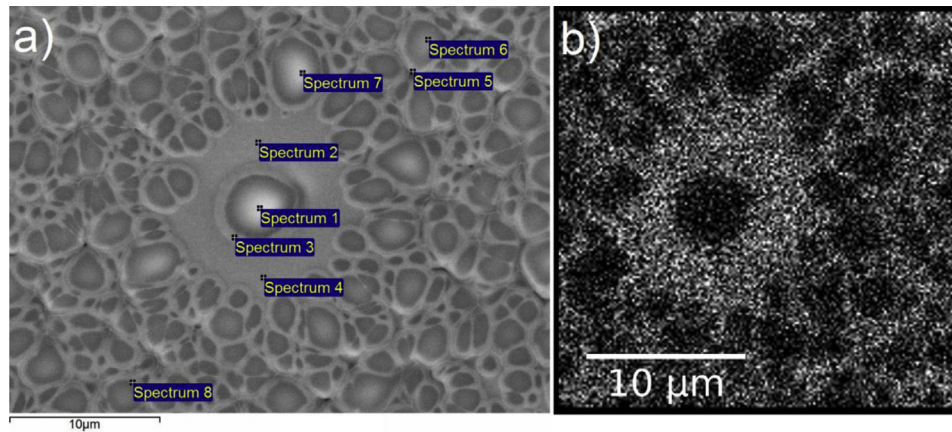 a)
Spectrum 6
Spectrum 7
Spectrum 5
Spectrum 2
Spectrum 1
Spectrum 3
Spectrum 4
Spectrum 8
10µm
b)
10 µm